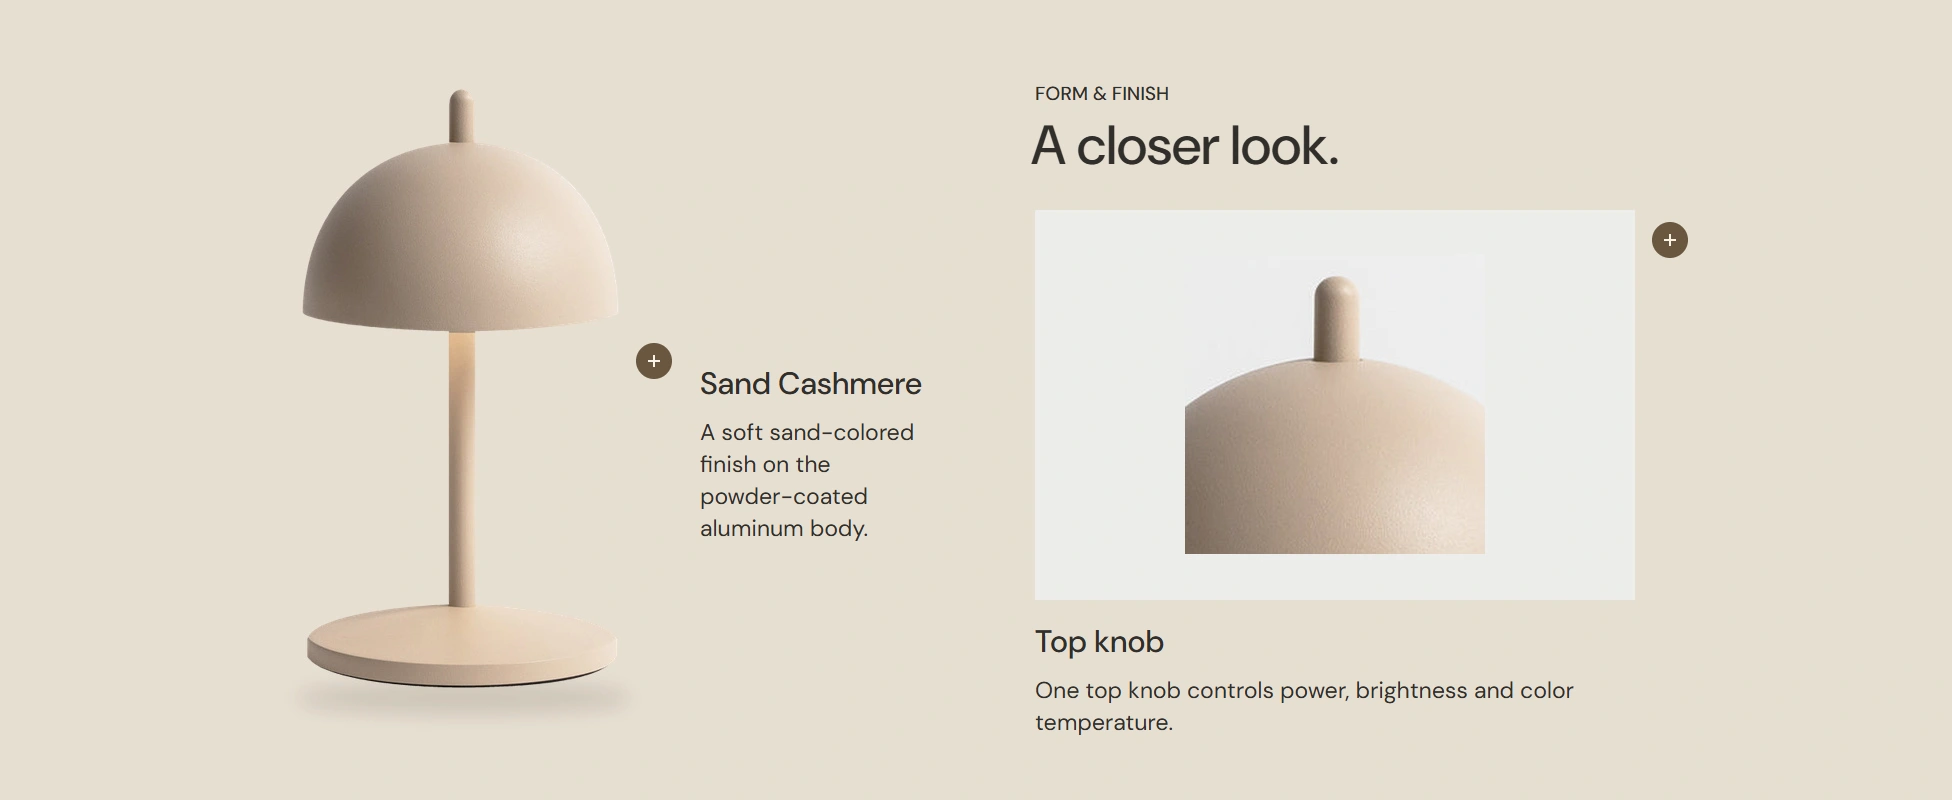 FORM & FINISH
A closer look.
Sand Cashmere
A soft sand-colored
finish on the
powder-coated
aluminum body.
Top knob
One top knob controls power, brightness and color
temperature.